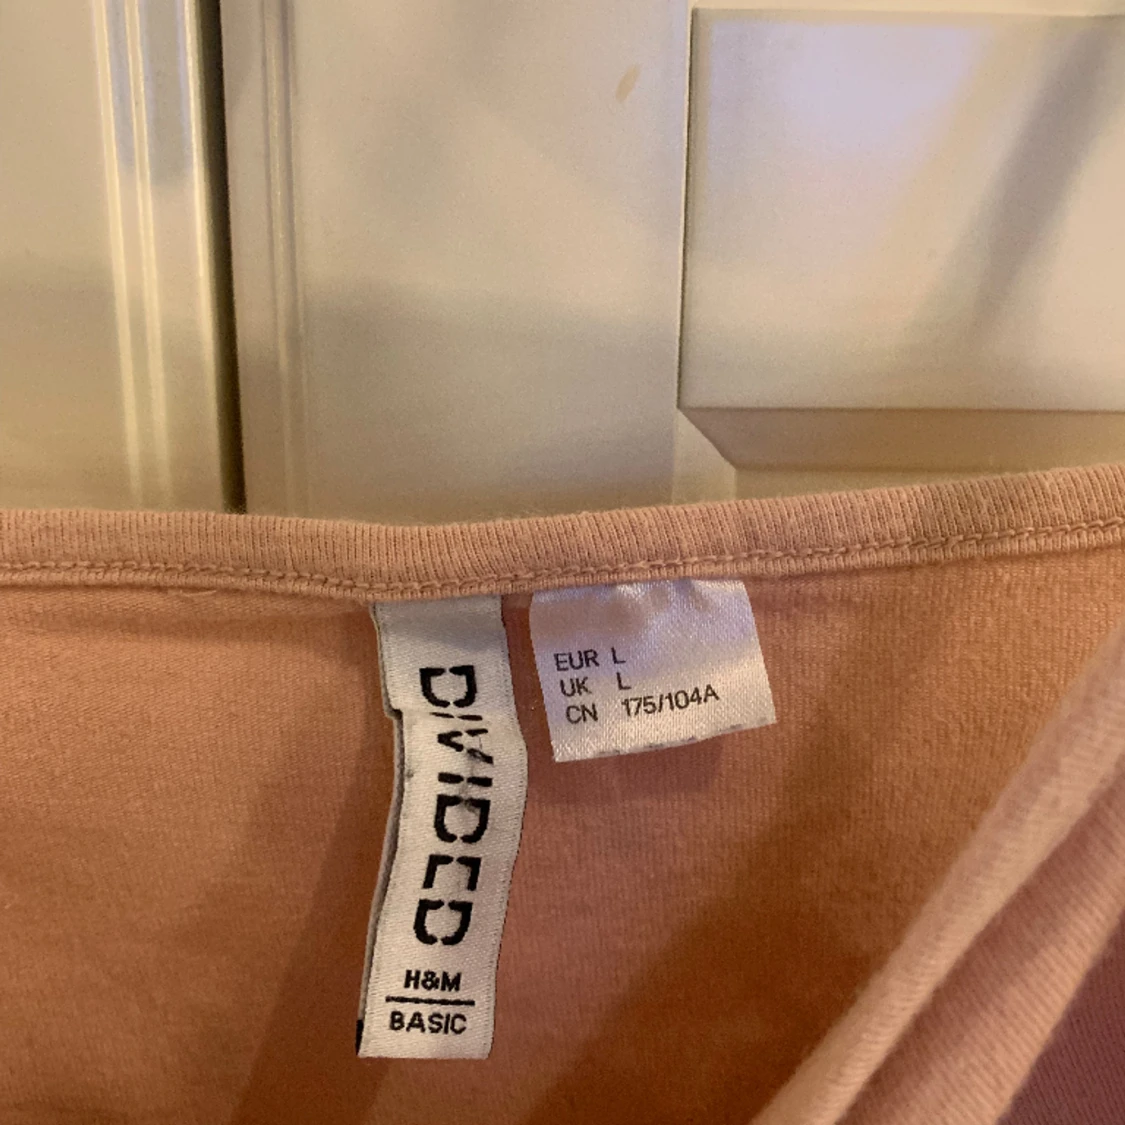 DIVIDED
H&M
BASIC
EUR L
UK L
CN 175/104A